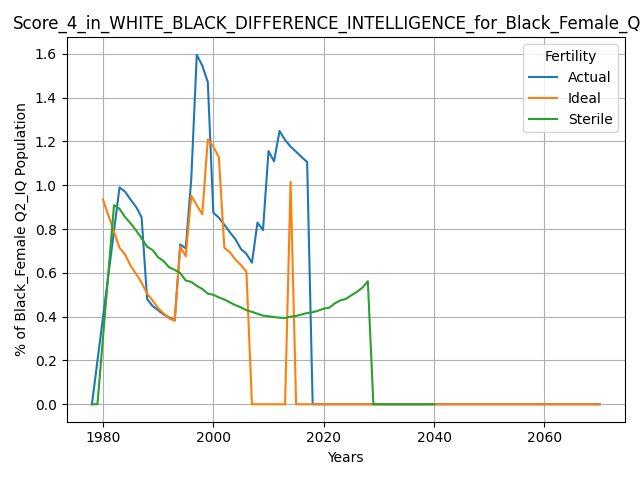 Score_4_in_WHITE_BLACK_DIFFERENCE_INTELLIGENCE_for_Black_Female_Q
Fertility
Actual
Ideal
Sterile
% of Black_Female Q2_IQ Population
1.6
1.4
1.2
1.0
0.8
0.6
0.4
0.2
0.0
1980 2000 2020 2040 2060
Years